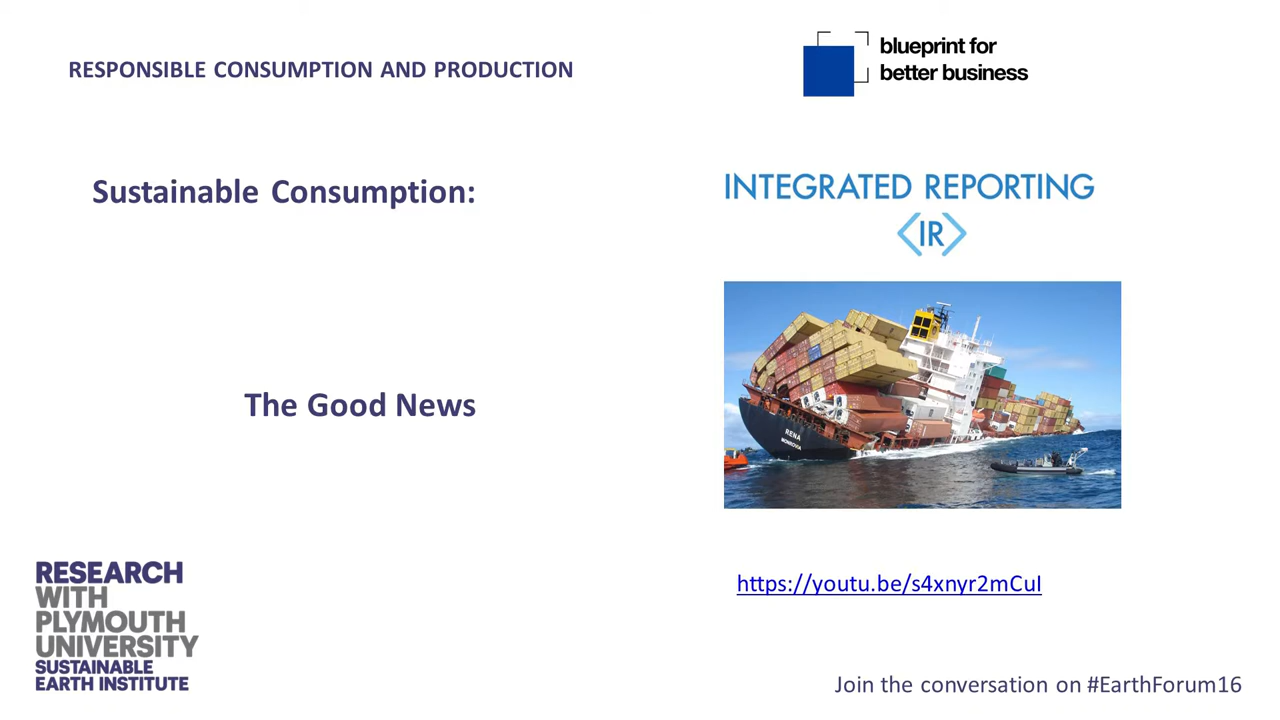 RESPONSIBLE CONSUMPTION AND PRODUCTION
blueprint for
better business
Sustainable Consumption:
INTEGRATED REPORTING
<IR>
The Good News
RENA
MONROVIA
https://youtu.be/s4xnyr2mCuI
RESEARCH
WITH
PLYMOUTH
UNIVERSITY
SUSTAINABLE
EARTH INSTITUTE
Join the conversation on #EarthForum16